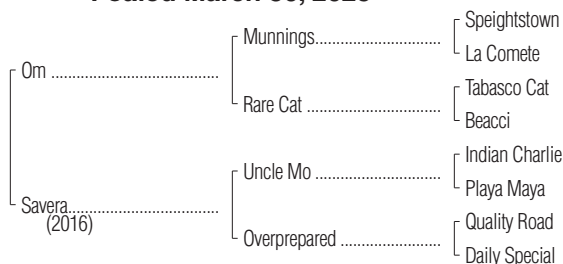 Foaled March
Speightstown
Munnings
La Comete
Om
Tabasco Cat
Rare Cat
Beacci
Indian Charlie
Uncle Mo
Playa Maya
Savera
(2016)
Quality Road
Overprepared
Daily Special